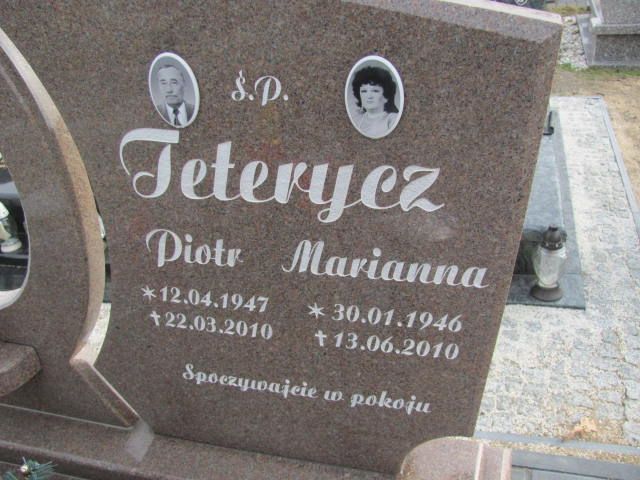 Ś.P.
Teterycz
Piotr Marianna
* 12.04.1947 * 30.01.1946
† 22.03.2010 † 13.06.2010
Spoczywajcie w pokoju